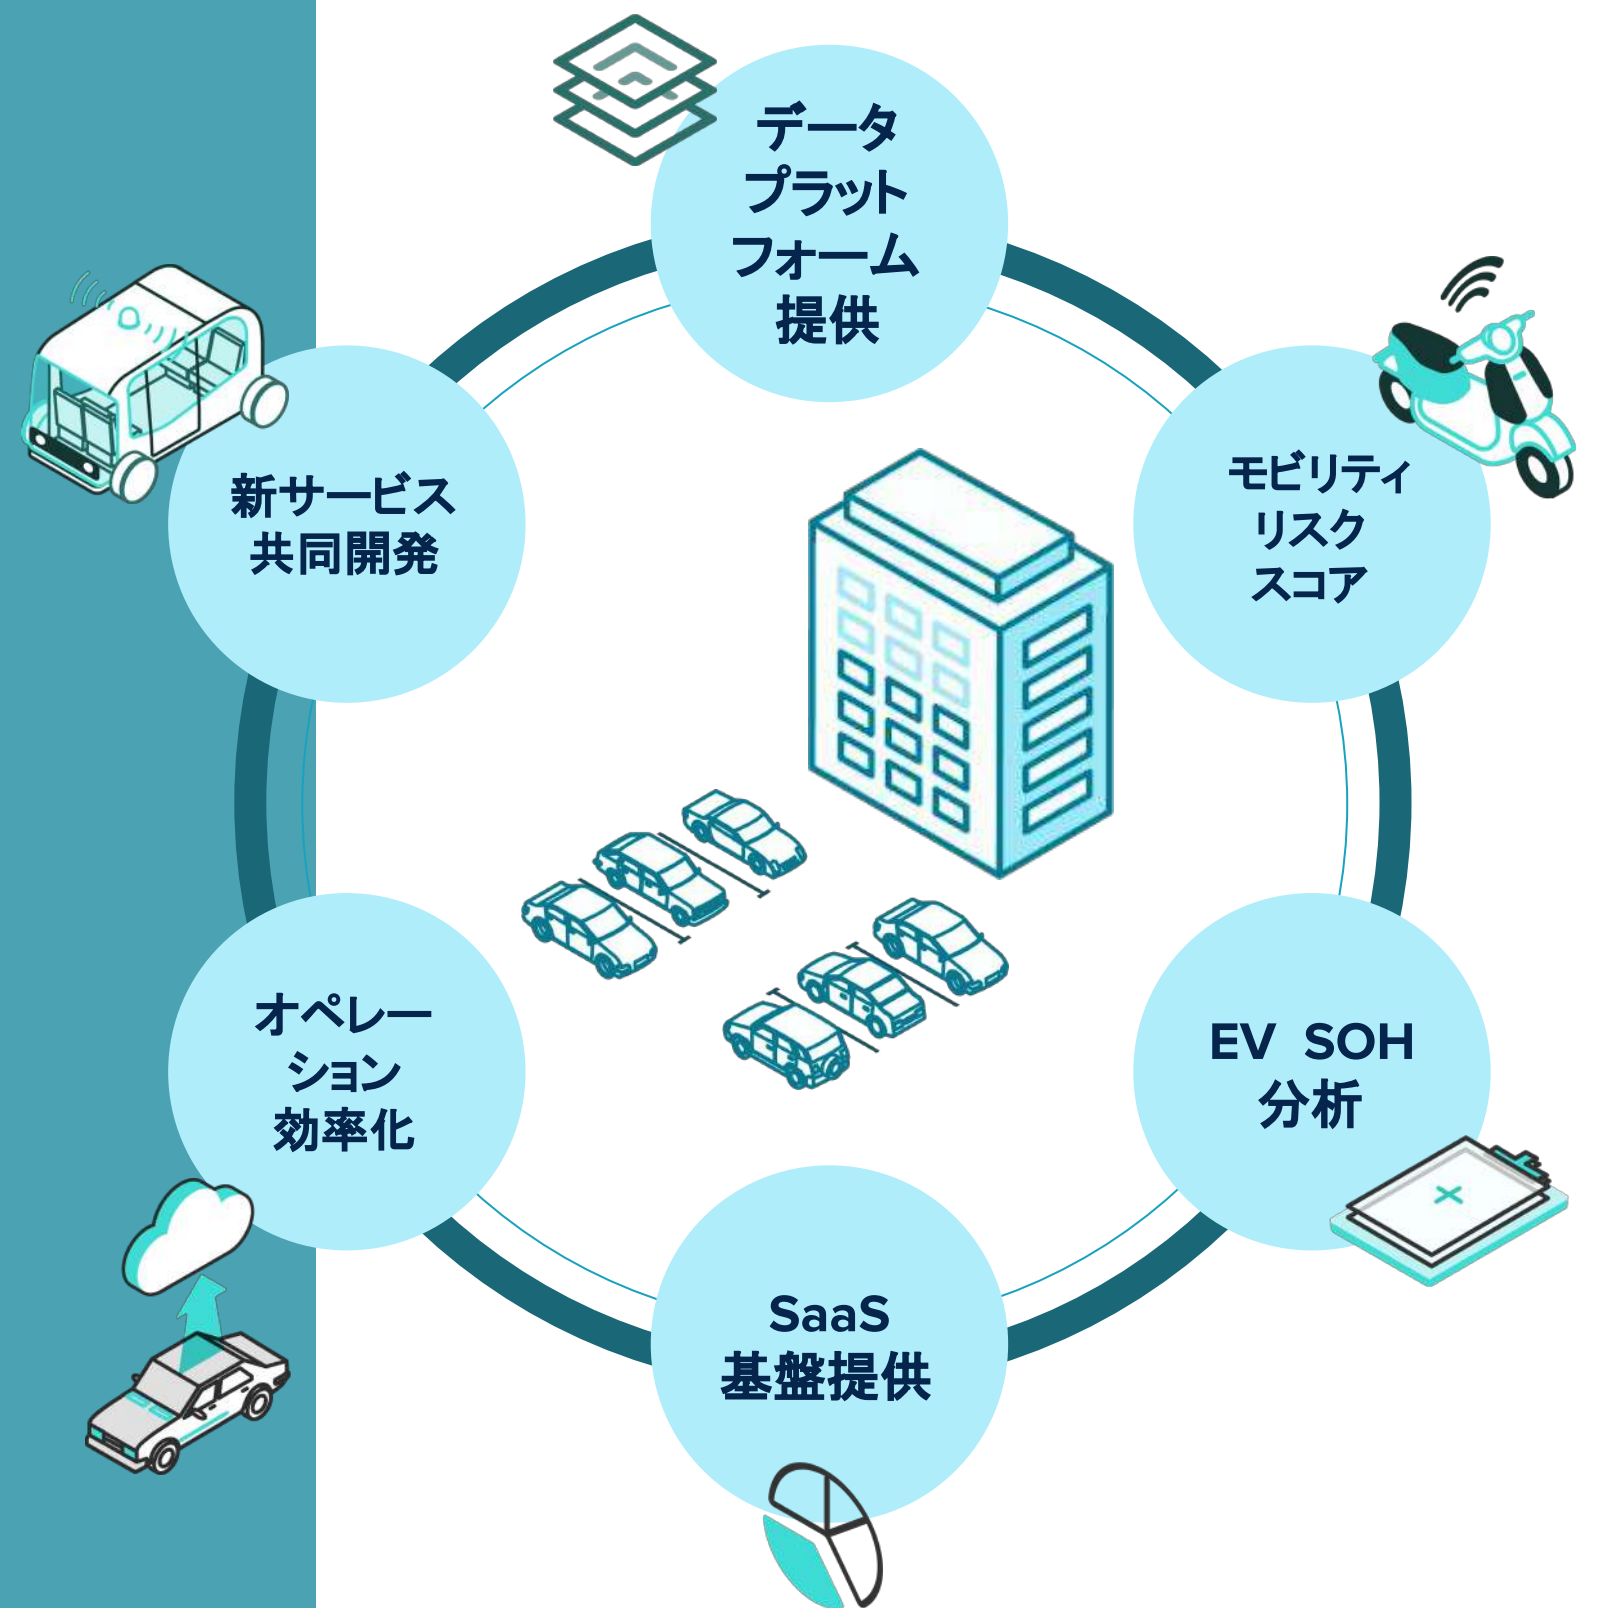 データ
プラット
フォーム
提供
モビリティ
リスク
スコア
EV SOH
分析
SaaS
基盤提供
オペレー
ション
効率化
新サービス
共同開発